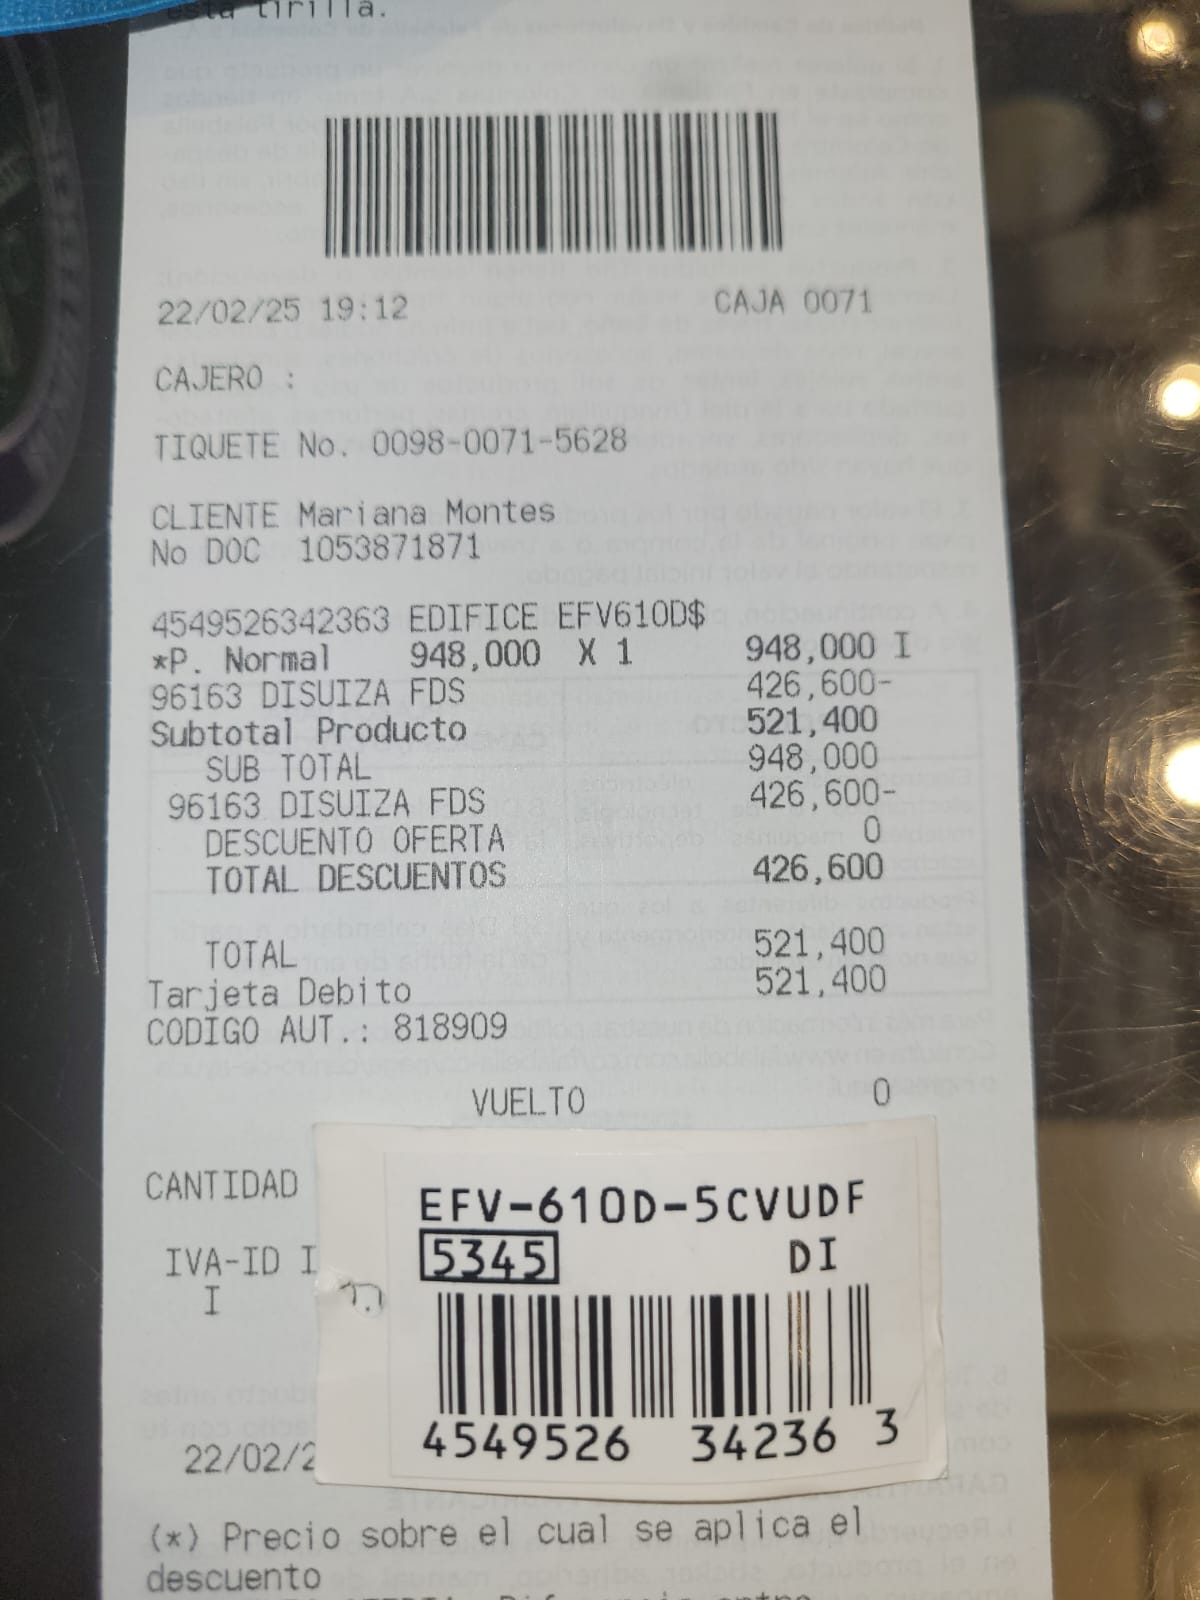 esta tirilla.
22/02/25 19:12 CAJA 0071
CAJERO :
TIQUETE No. 0098-0071-5628
CLIENTE Mariana Montes
No DOC 1053871871
4549526342363 EDIFICE EFV610D$
*P. Normal 948,000 X 1 948,000 I
96163 DISUIZA FDS 426,600-
Subtotal Producto 521,400
SUB TOTAL 948,000
96163 DISUIZA FDS 426,600-
DESCUENTO OFERTA 0
TOTAL DESCUENTOS 426,600
TOTAL 521,400
Tarjeta Debito 521,400
CODIGO AUT.: 818909
VUELTO 0
CANTIDAD
IVA-ID I
I
EFV-610D-5CVUDF
5345 DI
4549526 34236 3
22/02/2
(*) Precio sobre el cual se aplica el
descuento